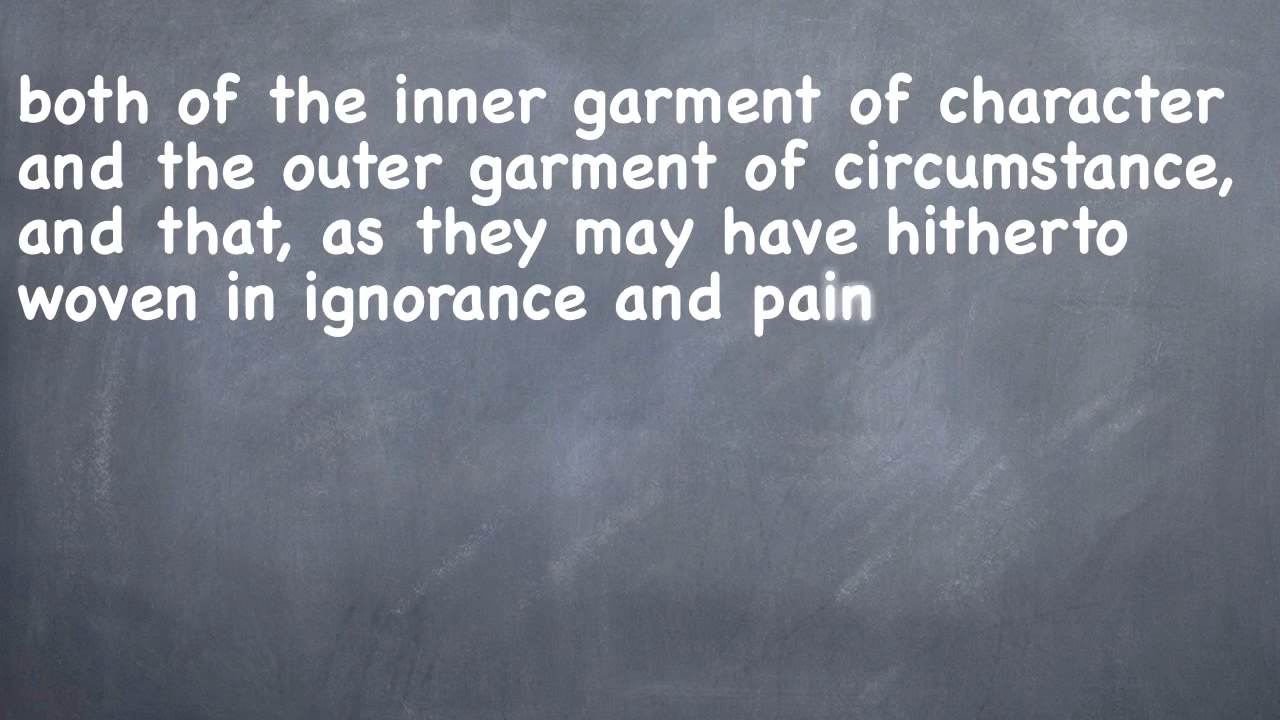 both of the inner garment of character
and the outer garment of circumstance,
and that, as they may have hitherto
woven in ignorance and pain